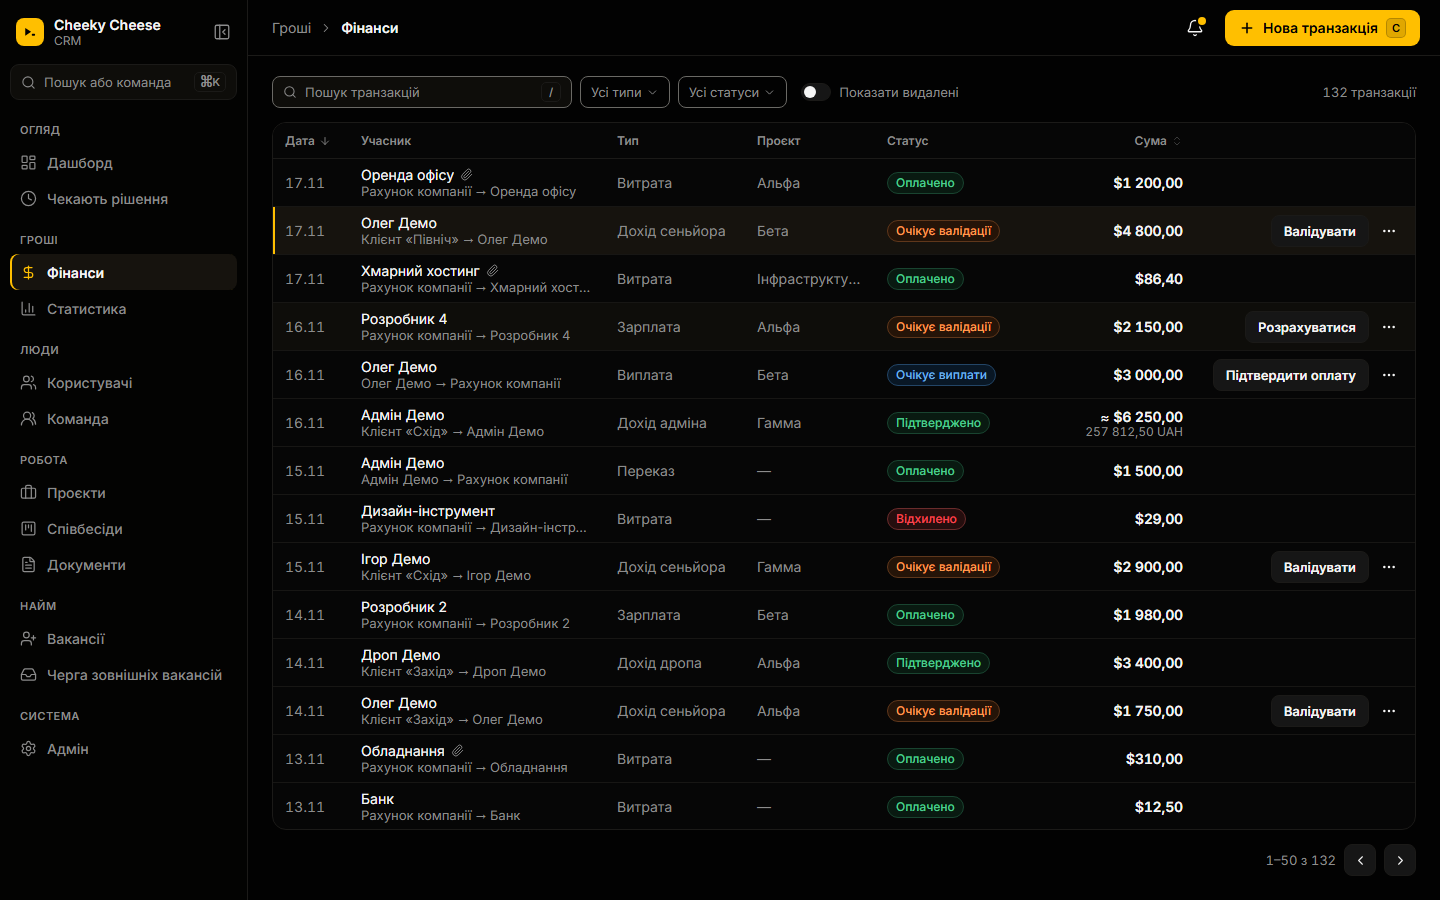 Cheeky Cheese
CRM
Пошук або команда ⌘K
ОГЛЯД
Дашборд
Чекають рішення
ГРОШІ
Фінанси
Статистика
ЛЮДИ
Користувачі
Команда
РОБОТА
Проєкти
Співбесіди
Документи
НАЙМ
Вакансії
Черга зовнішніх вакансій
СИСТЕМА
Адмін
Гроші > Фінанси
+ Нова транзакція C
Пошук транзакцій /
Усі типи
Усі статуси
Показати видалені
132 транзакції
Дата ↓ Учасник Тип Проєкт Статус Сума
17.11 Оренда офісу Витрата Альфа Оплачено $1 200,00
Рахунок компанії → Оренда офісу
17.11 Олег Демо Дохід сеньйора Бета Очікує валідації $4 800,00 Валідувати ...
Клієнт «Північ» → Олег Демо
17.11 Хмарний хостинг Витрата Інфраструкту... Оплачено $86,40
Рахунок компанії → Хмарний хост...
16.11 Розробник 4 Зарплата Альфа Очікує валідації $2 150,00 Розрахуватися ...
Рахунок компанії → Розробник 4
16.11 Олег Демо Виплата Бета Очікує виплати $3 000,00 Підтвердити оплату ...
Олег Демо → Рахунок компанії
16.11 Адмін Демо Дохід адміна Гамма Підтверджено ≈ $6 250,00
Клієнт «Схід» → Адмін Демо 257 812,50 UAH
15.11 Адмін Демо Переказ — Оплачено $1 500,00
Адмін Демо → Рахунок компанії
15.11 Дизайн-інструмент Витрата — Відхилено $29,00
Рахунок компанії → Дизайн-інстр...
15.11 Ігор Демо Дохід сеньйора Гамма Очікує валідації $2 900,00 Валідувати ...
Клієнт «Схід» → Ігор Демо
14.11 Розробник 2 Зарплата Бета Оплачено $1 980,00
Рахунок компанії → Розробник 2
14.11 Дроп Демо Дохід дропа Альфа Підтверджено $3 400,00
Клієнт «Захід» → Дроп Демо
14.11 Олег Демо Дохід сеньйора Альфа Очікує валідації $1 750,00 Валідувати ...
Клієнт «Захід» → Олег Демо
13.11 Обладнання Витрата — Оплачено $310,00
Рахунок компанії → Обладнання
13.11 Банк Витрата — Оплачено $12,50
Рахунок компанії → Банк
1–50 з 132 < >